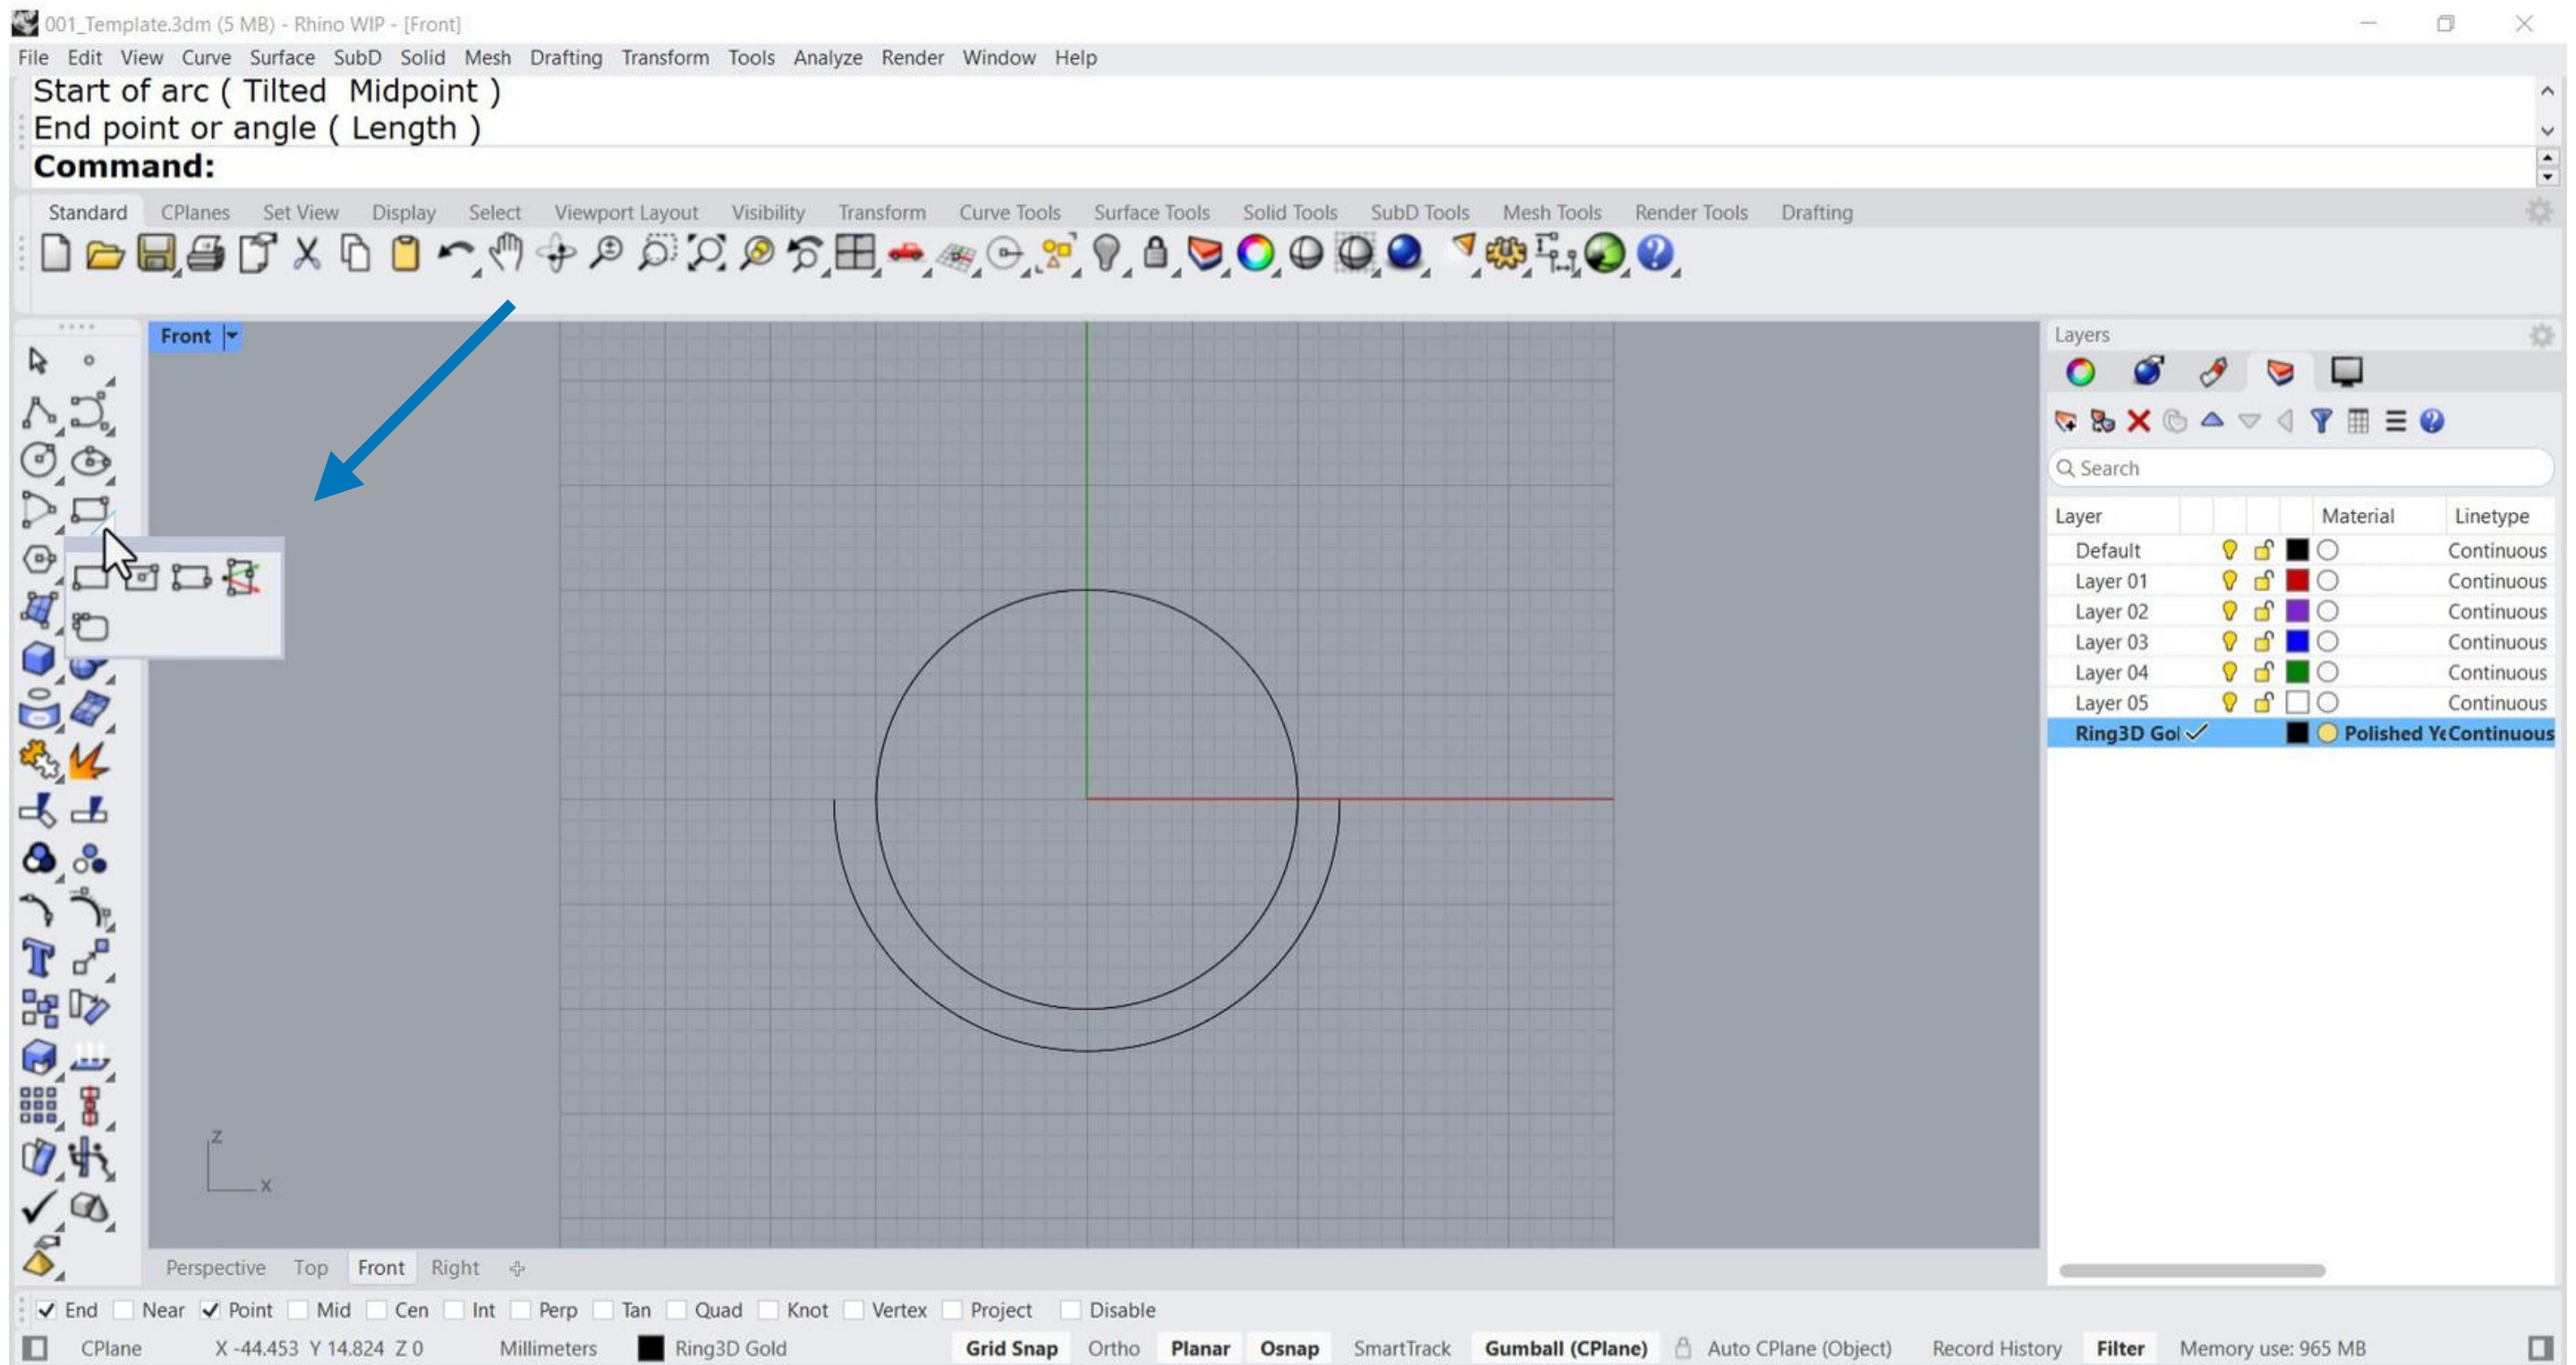 001_Template.3dm (5 MB) - Rhino WIP - [Front]
File Edit View Curve Surface SubD Solid Mesh Drafting Transform Tools Analyze Render Window Help
Start of arc ( Tilted Midpoint )
End point or angle ( Length )
Command:
Standard CPlanes Set View Display Select Viewport Layout Visibility Transform Curve Tools Surface Tools Solid Tools SubD Tools Mesh Tools Render Tools Drafting
Front
Layers
Search
Layer Material Linetype
Default Continuous
Layer 01 Continuous
Layer 02 Continuous
Layer 03 Continuous
Layer 04 Continuous
Layer 05 Continuous
Ring3D Gol Polished Ye Continuous
z
x
Perspective Top Front Right
End Near Point Mid Cen Int Perp Tan Quad Knot Vertex Project Disable
CPlane X -44.453 Y 14.824 Z 0 Millimeters Ring3D Gold Grid Snap Ortho Planar Osnap SmartTrack Gumball (CPlane) Auto CPlane (Object) Record History Filter Memory use: 965 MB